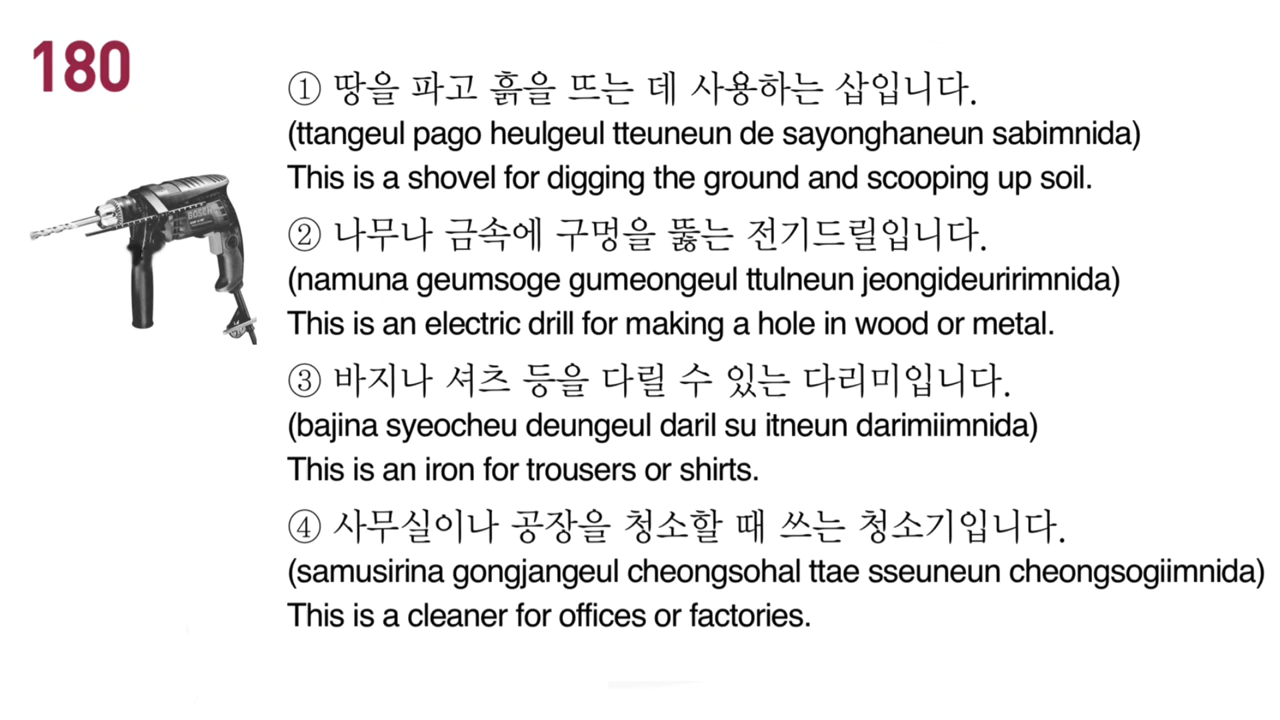 180
① 땅을 파고 흙을 뜨는 데 사용하는 삽입니다.
(ttangeul pago heulgeul tteuneun de sayonghaneun sabimnida)
This is a shovel for digging the ground and scooping up soil.
② 나무나 금속에 구멍을 뚫는 전기드릴입니다.
(namuna geumsoge gumeongeul ttulneun jeongideuririmnida)
This is an electric drill for making a hole in wood or metal.
③ 바지나 셔츠 등을 다릴 수 있는 다리미입니다.
(bajina syeocheu deungeul daril su itneun darimiimnida)
This is an iron for trousers or shirts.
④ 사무실이나 공장을 청소할 때 쓰는 청소기입니다.
(samusirina gongjangeul cheongsohal ttae sseuneun cheongsogiimnida)
This is a cleaner for offices or factories.